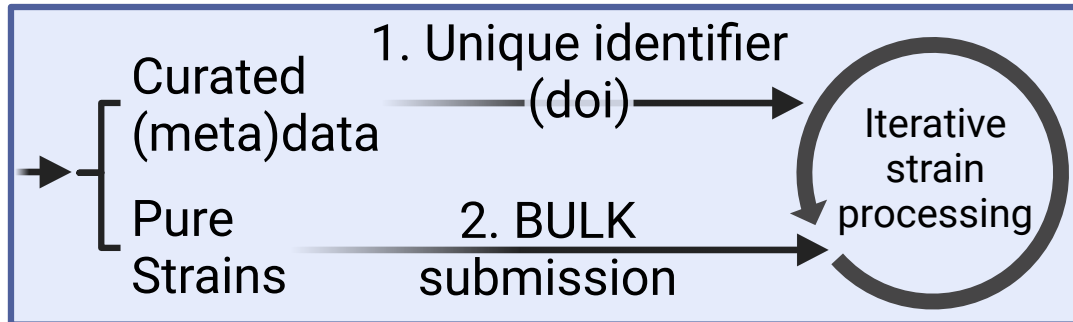 Curated
(meta)data
1. Unique identifier
(doi)
Pure
Strains
2. BULK
submission
Iterative
strain
processing